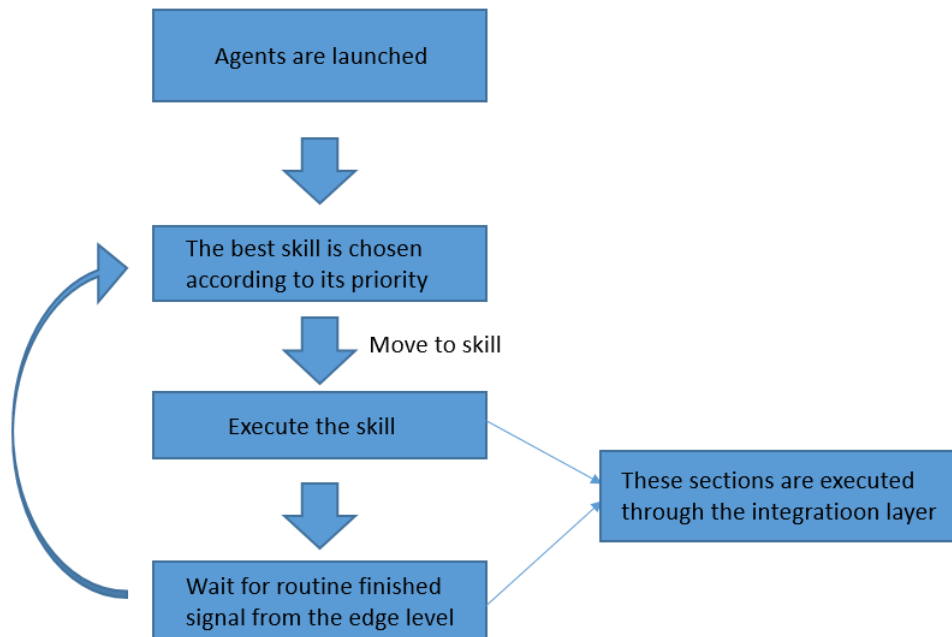 Agents are launched
The best skill is chosen
according to its priority
Move to skill
Execute the skill
These sections are executed
through the integratioon layer
Wait for routine finished
signal from the edge level